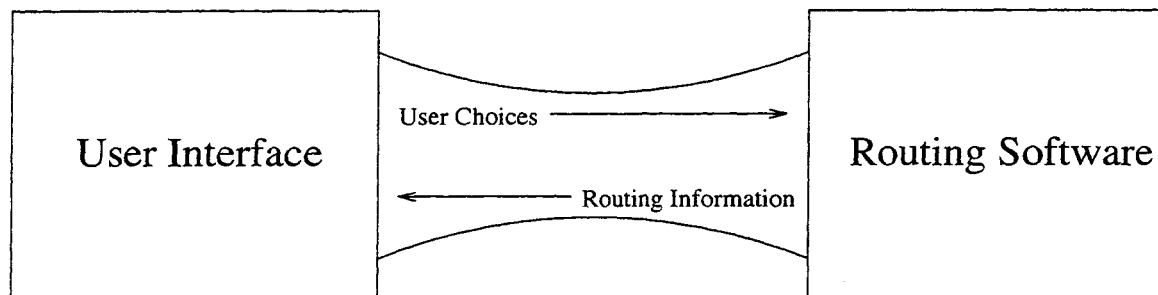 User Interface
User Choices
Routing Information
Routing Software